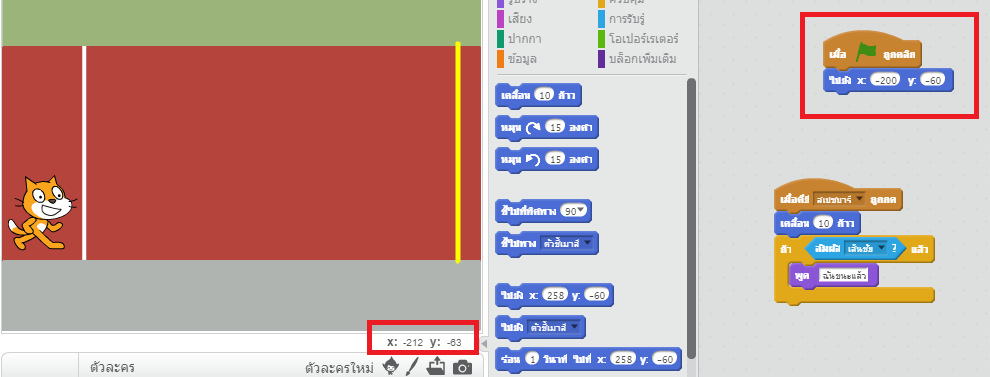 รูปร่าง ควบคุม
เสียง การรับรู้
ปากกา โอเปอร์เรเตอร์
ข้อมูล บล็อกเพิ่มเติม
เคลื่อน 10 ก้าว
หมุน 15 องศา
หมุน 15 องศา
ชี้ไปที่ทิศทาง 90
ชี้ไปทาง ตัวชี้เมาส์
ไปยัง x: 258 y: -60
ไปยัง ตัวชี้เมาส์
ร่อน 1 วินาที ไปที่ x: 258 y: -60
x: -212 y: -63
ตัวละคร ตัวละครใหม่
เมื่อ ถูกคลิก
ไปยัง x: -200 y: -60
เมื่อคีย์ สเปซบาร์ ถูกกด
เคลื่อน 10 ก้าว
ถ้า สัมผัส เส้นชัย ? แล้ว
พูด ฉันชนะแล้ว